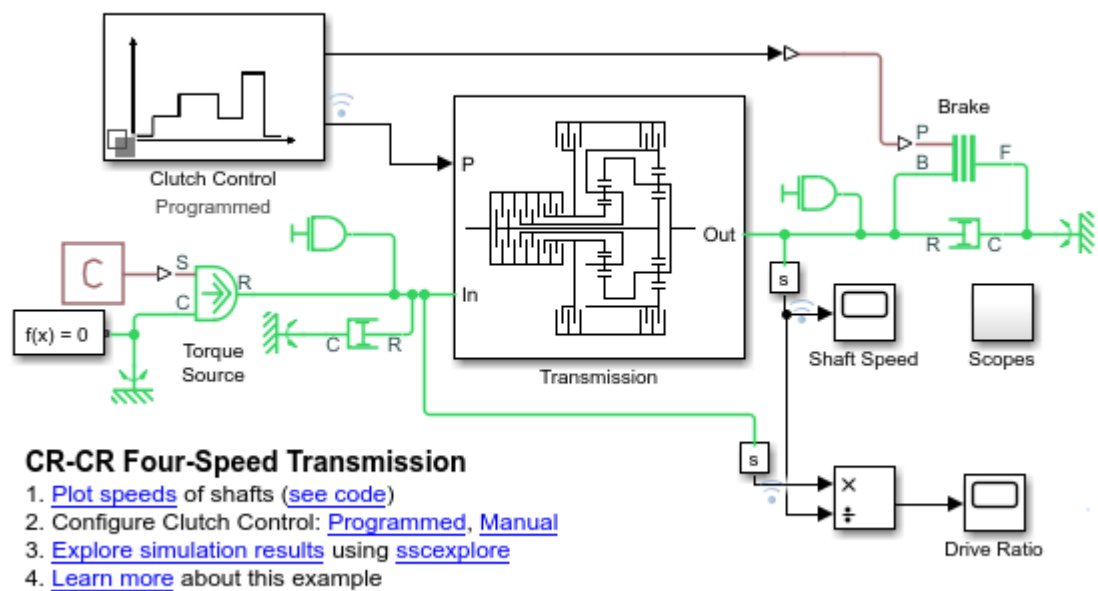 Clutch Control
Programmed
P
Brake
P
B
F
S
C
R
C
f(x) = 0
Torque
Source
C
R
In
Out
Transmission
R
C
s
Shaft Speed
Scopes
s
×
÷
Drive Ratio
CR-CR Four-Speed Transmission
1. Plot speeds of shafts (see code)
2. Configure Clutch Control: Programmed, Manual
3. Explore simulation results using sscexplore
4. Learn more about this example